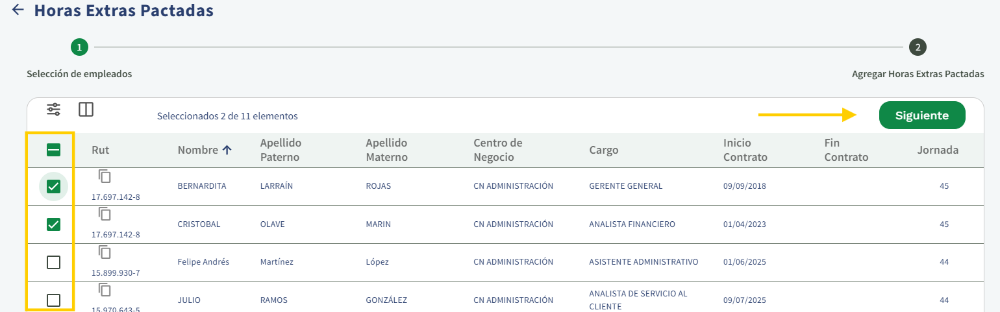 Horas Extras Pactadas
1
2
Selección de empleados
Agregar Horas Extras Pactadas
Seleccionados 2 de 11 elementos
Siguiente
Rut
Nombre
Apellido
Paterno
Apellido
Materno
Centro de
Negocio
Cargo
Inicio
Contrato
Fin
Contrato
Jornada
17.697.142-8
BERNARDITA
LARRAÍN
ROJAS
CN ADMINISTRACIÓN
GERENTE GENERAL
09/09/2018
45
17.697.142-8
CRISTOBAL
OLAVE
MARIN
CN ADMINISTRACIÓN
ANALISTA FINANCIERO
01/04/2023
45
15.899.930-7
Felipe Andrés
Martínez
López
CN ADMINISTRACIÓN
ASISTENTE ADMINISTRATIVO
01/06/2025
44
15.970.643-5
JULIO
RAMOS
GONZÁLEZ
CN ADMINISTRACIÓN
ANALISTA DE SERVICIO AL
CLIENTE
09/07/2025
44